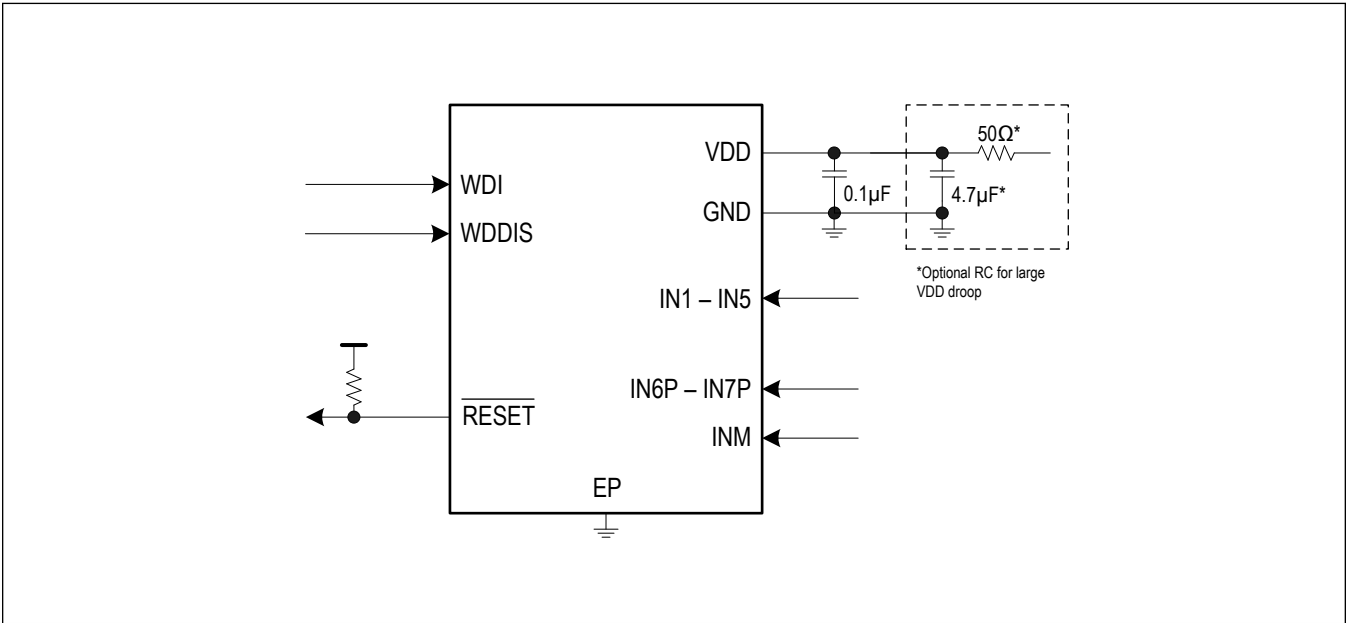 WDI
WDDIS
RESET
EP
VDD
GND
IN1 – IN5
IN6P – IN7P
INM
0.1µF
50Ω*
4.7µF*
*Optional RC for large
VDD droop